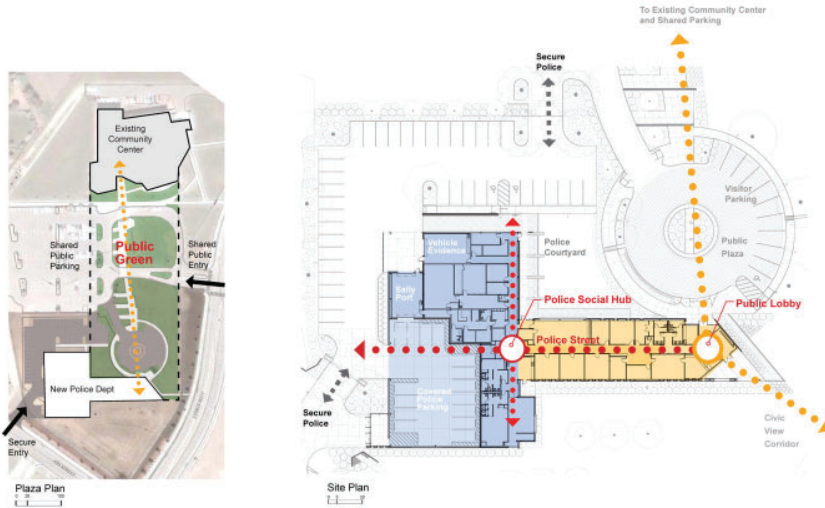 Existing
Community
Center
Shared
Public
Parking
Public
Green
Shared
Public
Entry
New Police Dept
Secure
Entry
Plaza Plan
To Existing Community Center
and Shared Parking
Secure
Police
Visitor
Parking
Public
Plaza
Vehicle
Evidence
Police
Courtyard
Sally
Port
Police Social Hub
Public Lobby
Police Street
Covered
Police
Parking
Secure
Police
Civic
View
Corridor
Site Plan